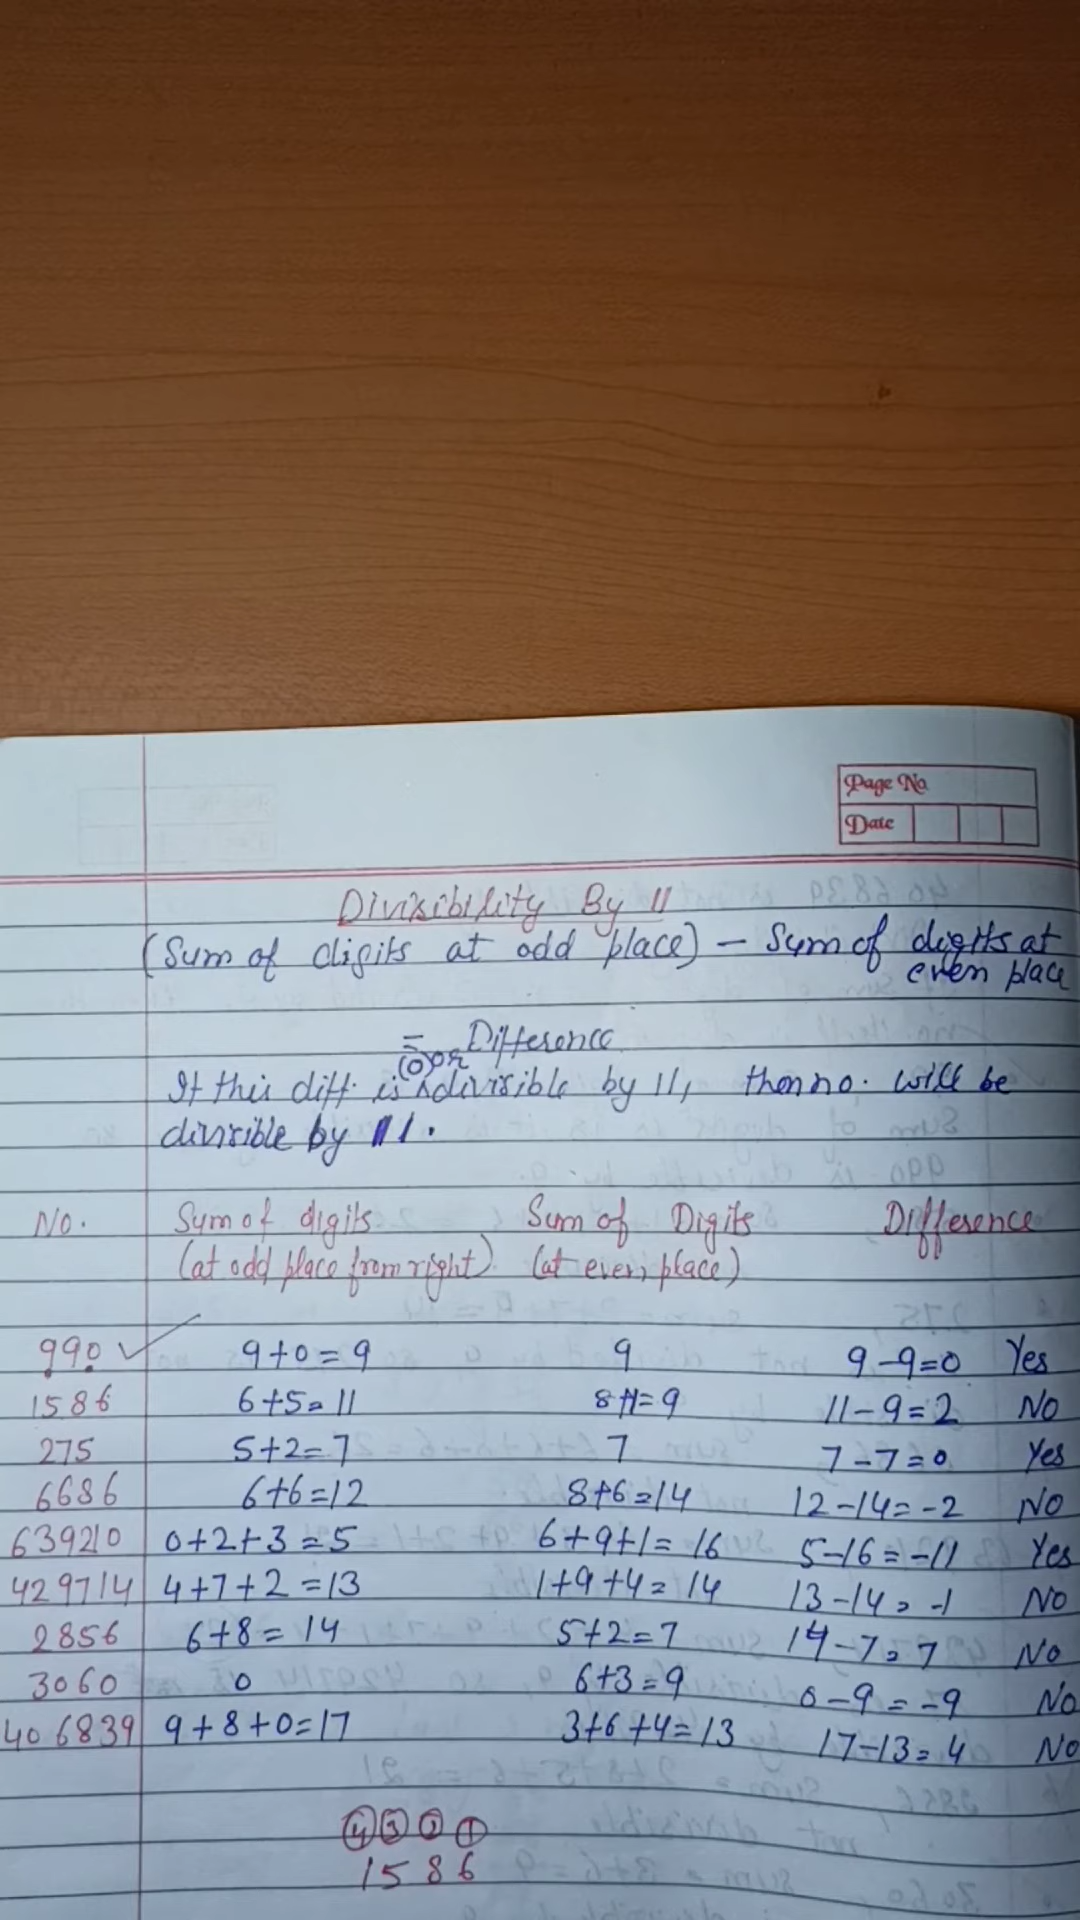 Page No.
Date
Divisibility By 11
(Sum of digits at odd place) - Sum of digits at even place
= Difference
If this diff. is (0) or divisible by 11, then no. will be
divisible by 11.
No. Sum of digits (at odd place from right) Sum of Digits (at even place) Difference
990 ✓ 9+0=9 9 9-9=0 Yes
1586 6+5=11 8+1=9 11-9=2 NO
275 5+2=7 7 7-7=0 Yes
6686 6+6=12 8+6=14 12-14=-2 NO
639210 0+2+3=5 6+9+1=16 5-16=-11 Yes
429714 4+7+2=13 1+9+4=14 13-14=-1 No
2856 6+8=14 5+2=7 14-7=7 No
3060 0 6+3=9 0-9=-9 No
406839 9+8+0=17 3+6+4=13 17-13=4 No
④ ③ ② ①
1586